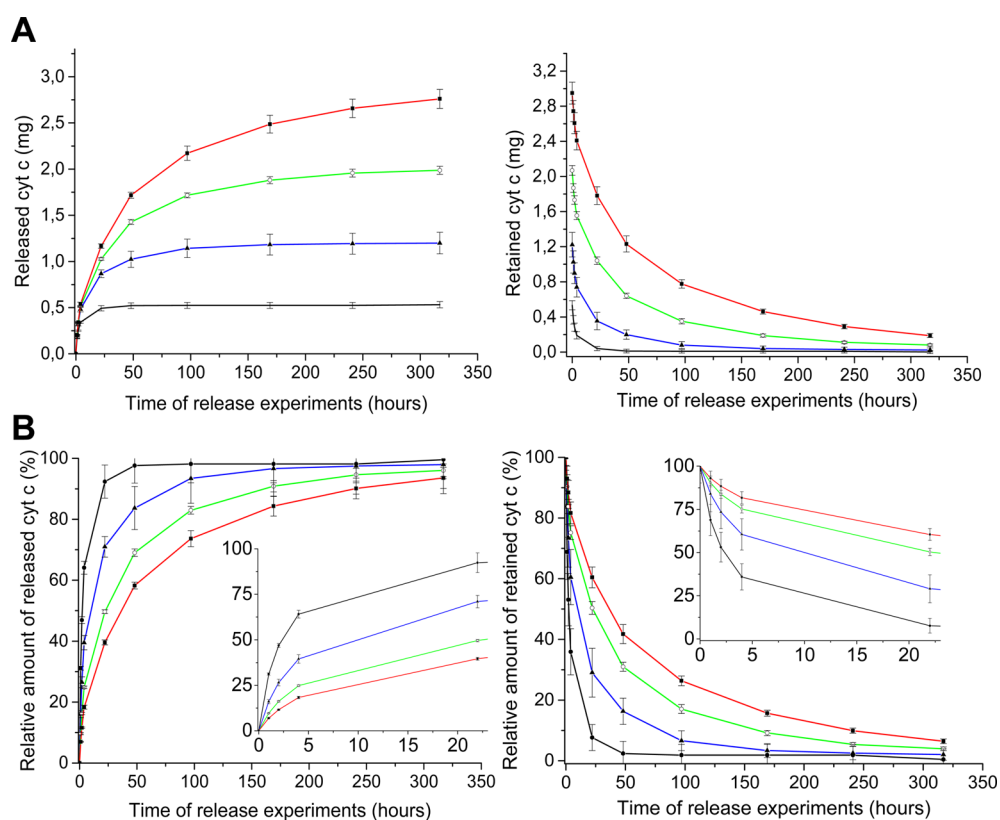 A
Released cyt c (mg)
3,0
2,5
2,0
1,5
1,0
0,5
0,0
0 50 100 150 200 250 300 350
Time of release experiments (hours)
Retained cyt c (mg)
3,2
2,8
2,4
2,0
1,6
1,2
0,8
0,4
0,0
0 50 100 150 200 250 300 350
Time of release experiments (hours)
B
Relative amount of released cyt c (%)
100
80
60
40
20
0
0 50 100 150 200 250 300 350
Time of release experiments (hours)
100
75
50
25
0
0 5 10 15 20
Relative amount of retained cyt c (%)
100
80
60
40
20
0
0 50 100 150 200 250 300 350
Time of release experiments (hours)
100
75
50
25
0
0 5 10 15 20